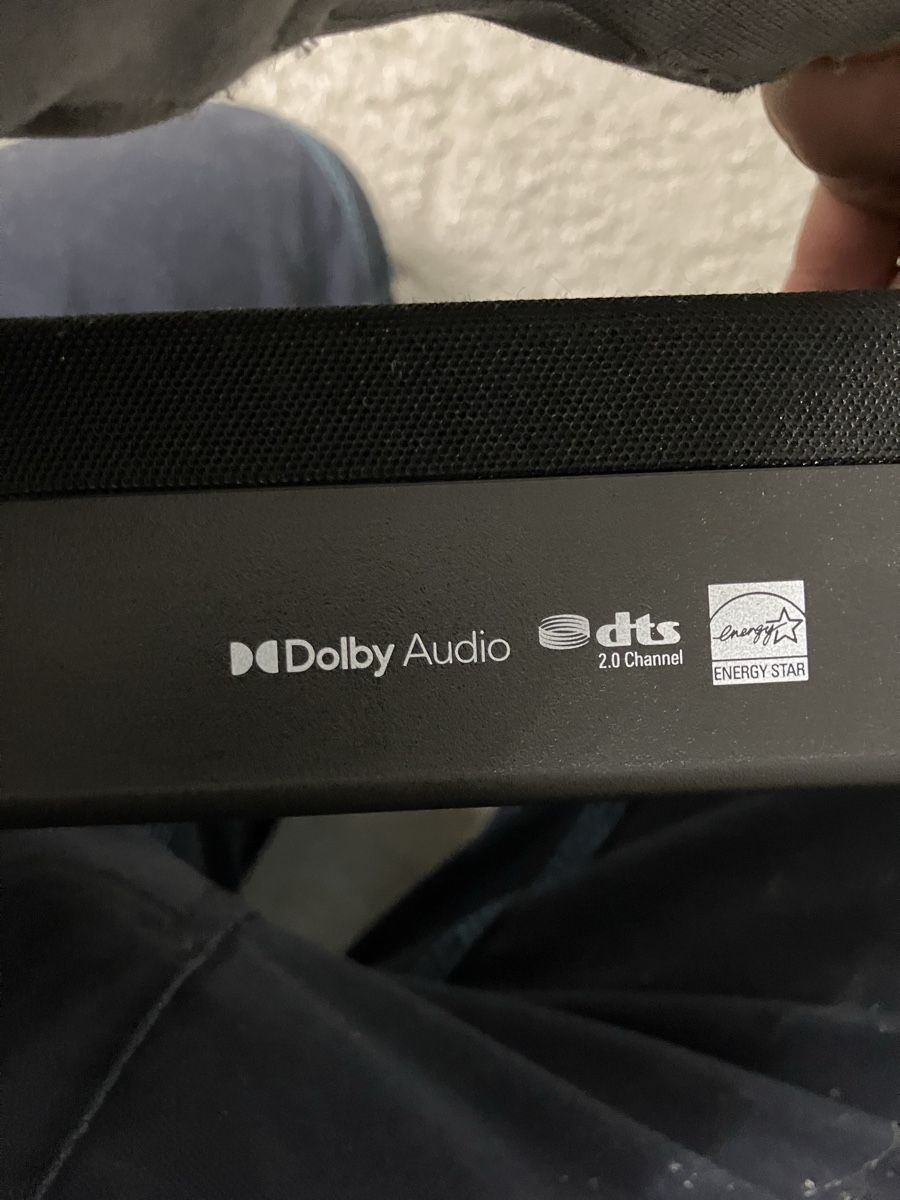 Dolby Audio
dts
2.0 Channel
energy
ENERGY STAR